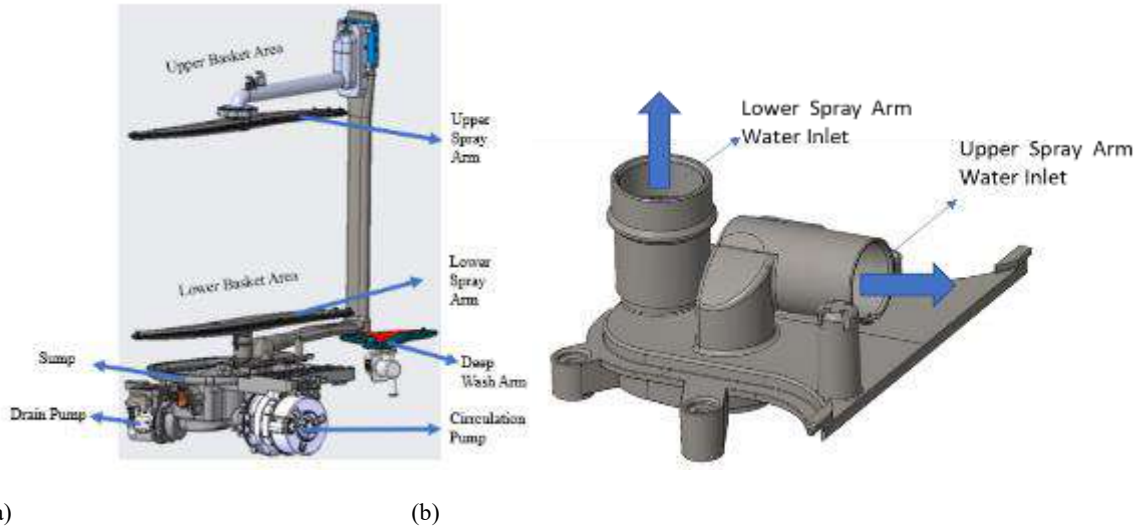 Upper Basket Area
Upper
Spray
Arm
Lower Basket Area
Lower
Spray
Arm
Sump
Deep
Wash Arm
Drain Pump
Circulation
Pump
Lower Spray Arm
Water Inlet
Upper Spray Arm
Water Inlet
a)
(b)